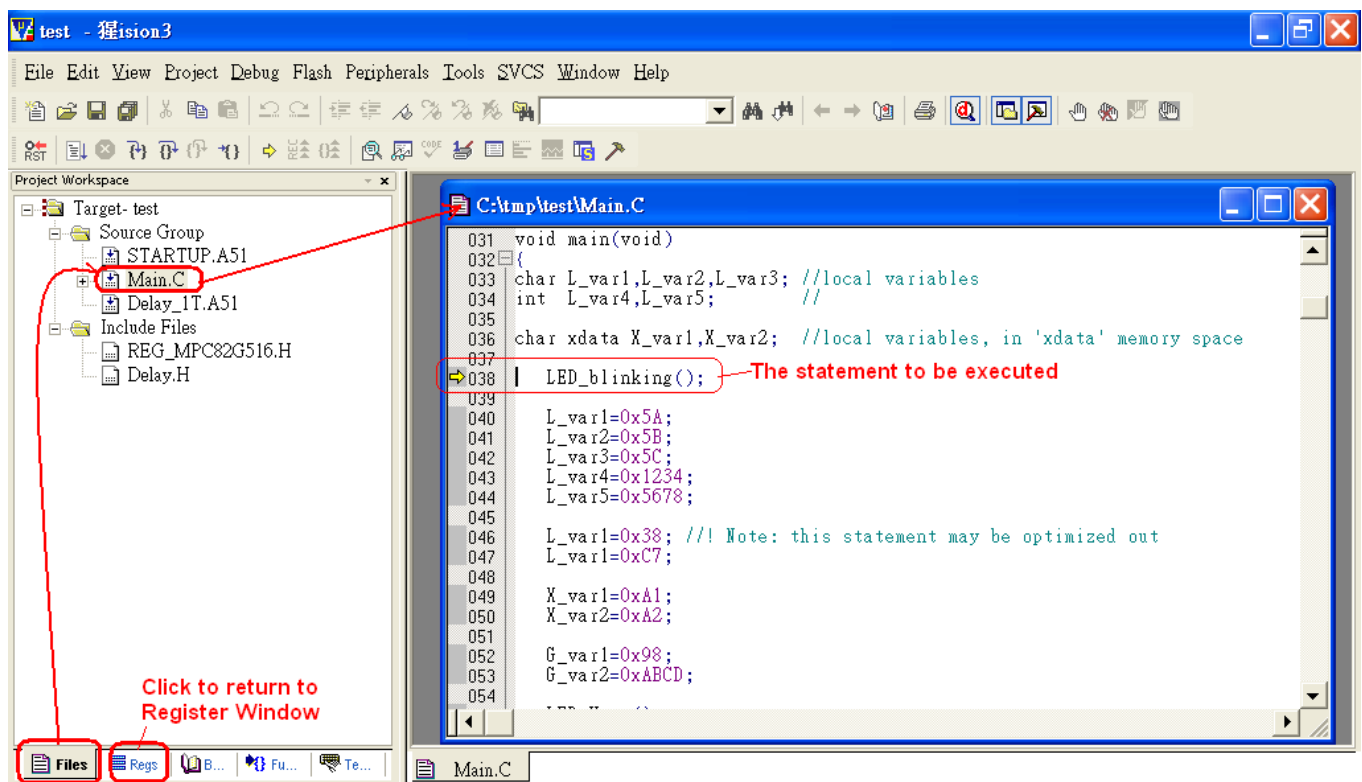 test - 猩ision3
File Edit View Project Debug Flash Peripherals Tools SVCS Window Help
RST
CODE
Project Workspace
Target- test
Source Group
STARTUP.A51
Main.C
Delay_1T.A51
Include Files
REG_MPC82G516.H
Delay.H
Click to return to
Register Window
Files Regs B... Fu... Te...
C:\tmp\test\Main.C
031 void main(void)
032 {
033 char L_var1,L_var2,L_var3; //local variables
034 int L_var4,L_var5; //
035
036 char xdata X_var1,X_var2; //local variables, in 'xdata' memory space
037
038 LED_blinking(); The statement to be executed
039
040 L_var1=0x5A;
041 L_var2=0x5B;
042 L_var3=0x5C;
043 L_var4=0x1234;
044 L_var5=0x5678;
045
046 L_var1=0x38; //! Note: this statement may be optimized out
047 L_var1=0xC7;
048
049 X_var1=0xA1;
050 X_var2=0xA2;
051
052 G_var1=0x98;
053 G_var2=0xABCD;
054
Main.C